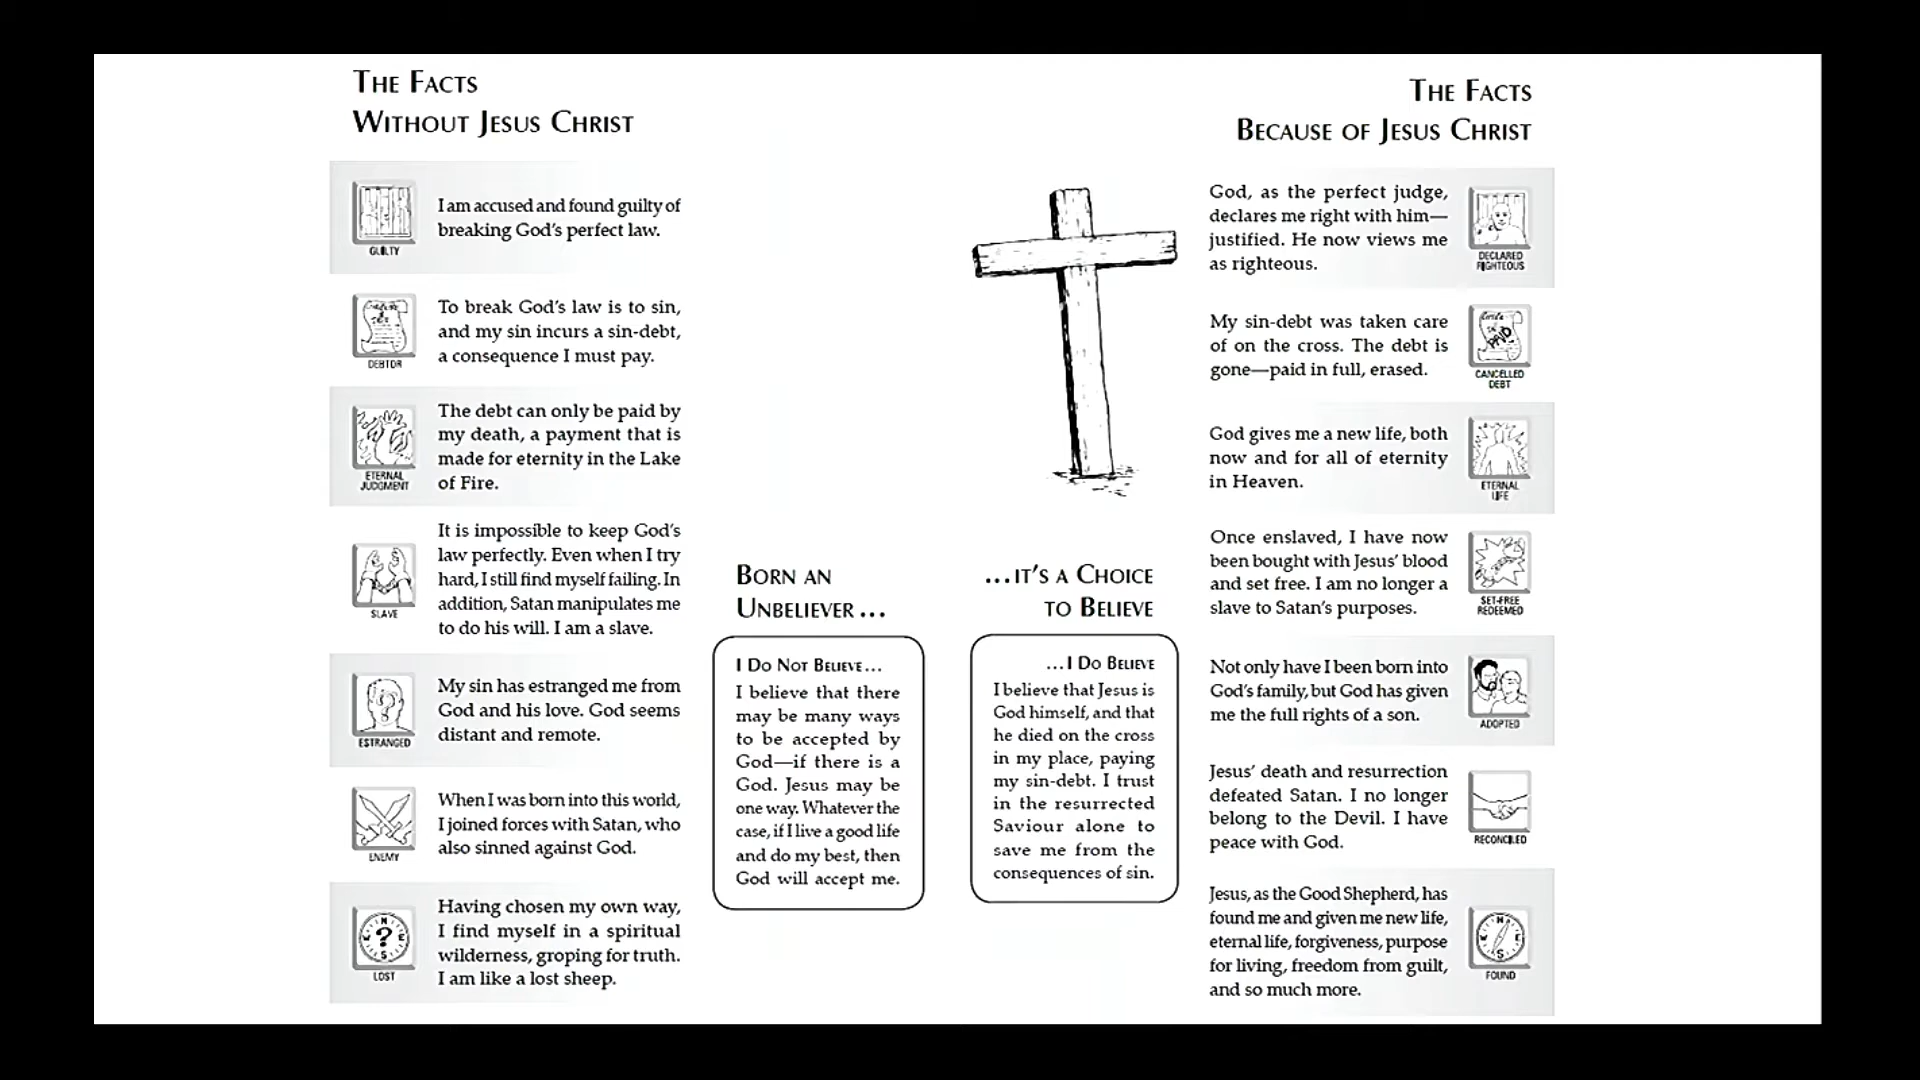 THE FACTS
WITHOUT JESUS CHRIST
GUILTY
I am accused and found guilty of
breaking God's perfect law.
DEBTOR
To break God's law is to sin,
and my sin incurs a sin-debt,
a consequence I must pay.
ETERNAL
JUDGMENT
The debt can only be paid by
my death, a payment that is
made for eternity in the Lake
of Fire.
SLAVE
It is impossible to keep God's
law perfectly. Even when I try
hard, I still find myself failing. In
addition, Satan manipulates me
to do his will. I am a slave.
ESTRANGED
My sin has estranged me from
God and his love. God seems
distant and remote.
ENEMY
When I was born into this world,
I joined forces with Satan, who
also sinned against God.
N
E
S
W
?
LOST
Having chosen my own way,
I find myself in a spiritual
wilderness, groping for truth.
I am like a lost sheep.
BORN AN
UNBELIEVER...
I DO NOT BELIEVE...
I believe that there
may be many ways
to be accepted by
God—if there is a
God. Jesus may be
one way. Whatever the
case, if I live a good life
and do my best, then
God will accept me.
...IT'S A CHOICE
TO BELIEVE
...I DO BELIEVE
I believe that Jesus is
God himself, and that
he died on the cross
in my place, paying
my sin-debt. I trust
in the resurrected
Saviour alone to
save me from the
consequences of sin.
THE FACTS
BECAUSE OF JESUS CHRIST
God, as the perfect judge,
declares me right with him—
justified. He now views me
as righteous.
DECLARED
RIGHTEOUS
My sin-debt was taken care
of on the cross. The debt is
gone—paid in full, erased.
PAID
CANCELLED
DEBT
God gives me a new life, both
now and for all of eternity
in Heaven.
ETERNAL
LIFE
Once enslaved, I have now
been bought with Jesus' blood
and set free. I am no longer a
slave to Satan's purposes.
SET-FREE
REDEEMED
Not only have I been born into
God's family, but God has given
me the full rights of a son.
ADOPTED
Jesus' death and resurrection
defeated Satan. I no longer
belong to the Devil. I have
peace with God.
RECONCILED
Jesus, as the Good Shepherd, has
found me and given me new life,
eternal life, forgiveness, purpose
for living, freedom from guilt,
and so much more.
N
E
S
W
FOUND